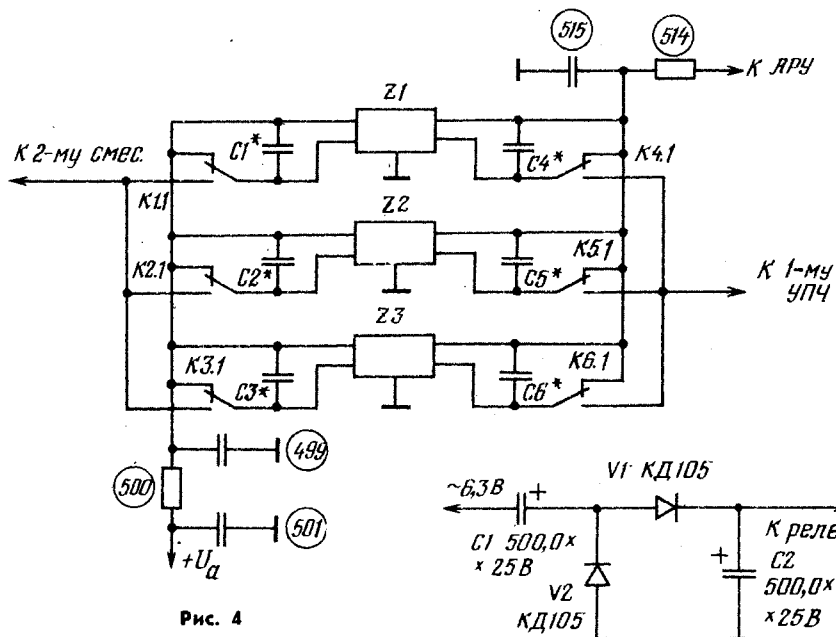 515
514
К АРУ
Z1
C1*
C4*
К 2-му смес.
K1.1
K4.1
Z2
K2.1
C2*
C5*
K5.1
К 1-му
УПЧ
Z3
K3.1
C3*
C6*
K6.1
499
500
501
+Uа
~6,3В
+
V1 КД105
C1 500,0×
× 25В
V2
КД105
К реле
+
C2
500,0×
×25В
Рис. 4